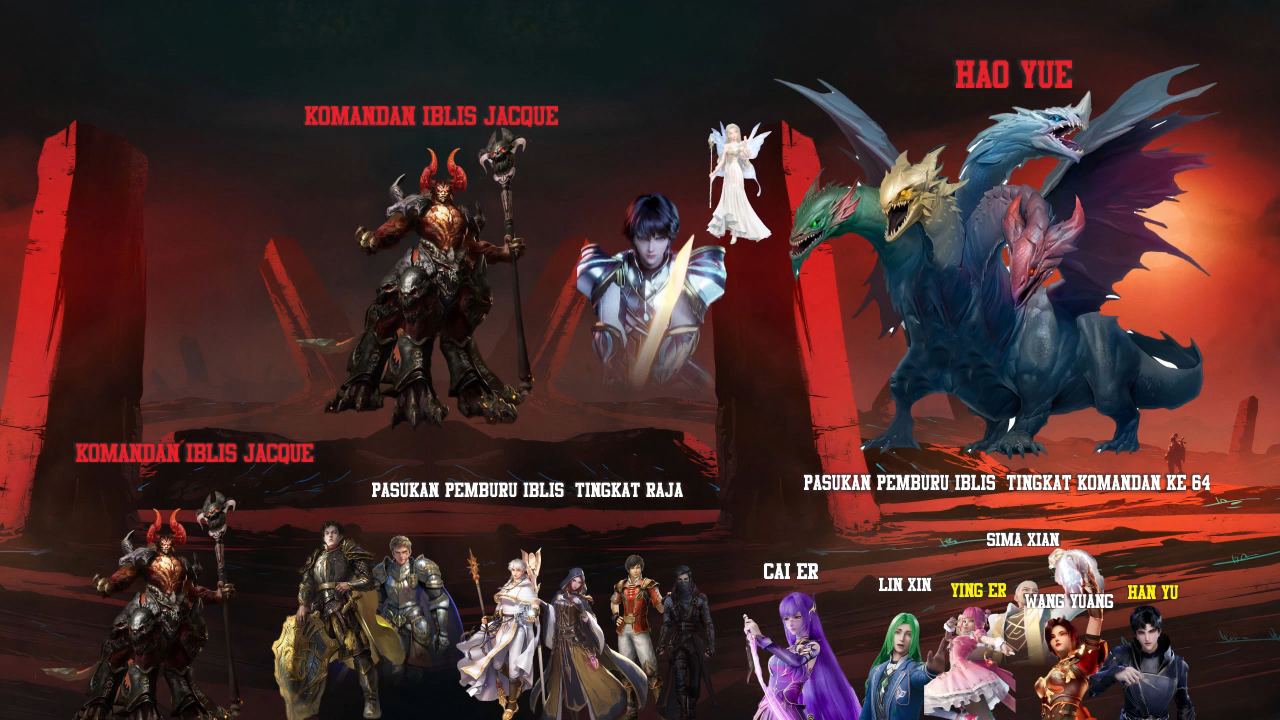 HAO YUE
KOMANDAN IBLIS JACQUE
KOMANDAN IBLIS JACQUE
PASUKAN PEMBURU IBLIS TINGKAT RAJA
PASUKAN PEMBURU IBLIS TINGKAT KOMANDAN KE 64
SIMA XIAN
CAI ER
LIN XIN
YING ER
WANG YUANG
HAN YU